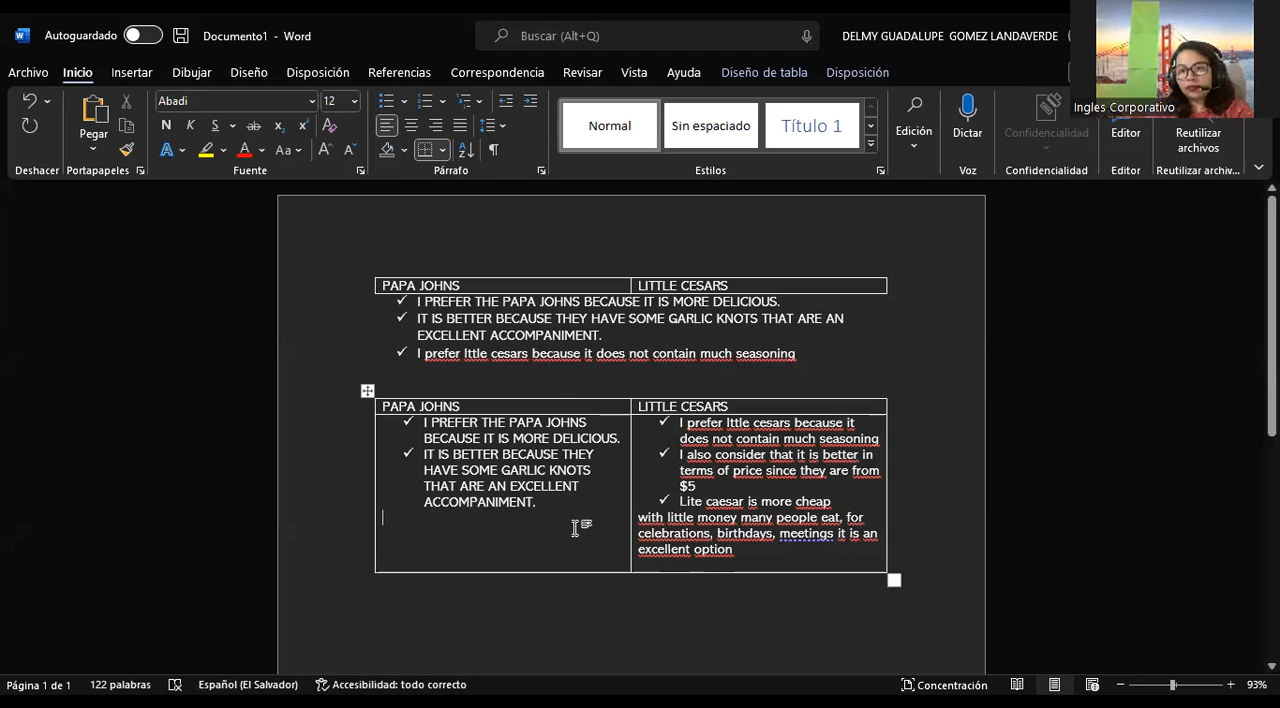 Autoguardado
Documento1 - Word
Buscar (Alt+Q)
DELMY GUADALUPE GOMEZ LANDAVERDE
Ingles Corporativo
Archivo Inicio Insertar Dibujar Diseño Disposición Referencias Correspondencia Revisar Vista Ayuda Diseño de tabla Disposición
Abadi 12
Pegar
N K S ab x₂ x²
A A Aa A A
Normal
Sin espaciado
Título 1
Edición
Dictar
Confidencialidad
Editor
Reutilizar archivos
Deshacer Portapapeles Fuente Párrafo Estilos Voz Confidencialidad Editor Reutilizar archiv...
PAPA JOHNS LITTLE CESARS
I PREFER THE PAPA JOHNS BECAUSE IT IS MORE DELICIOUS.
IT IS BETTER BECAUSE THEY HAVE SOME GARLIC KNOTS THAT ARE AN
EXCELLENT ACCOMPANIMENT.
I prefer lttle cesars because it does not contain much seasoning
PAPA JOHNS
I PREFER THE PAPA JOHNS
BECAUSE IT IS MORE DELICIOUS.
IT IS BETTER BECAUSE THEY
HAVE SOME GARLIC KNOTS
THAT ARE AN EXCELLENT
ACCOMPANIMENT.
LITTLE CESARS
I prefer lttle cesars because it
does not contain much seasoning
I also consider that it is better in
terms of price since they are from
$5
Lite caesar is more cheap
with little money many people eat, for
celebrations, birthdays, meetings it is an
excellent option
Página 1 de 1 122 palabras Español (El Salvador) Accesibilidad: todo correcto Concentración 93%